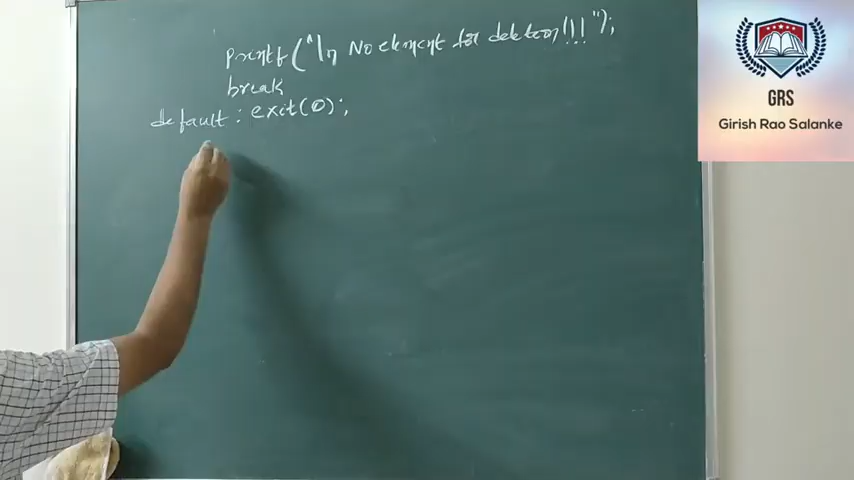 printf("\n No element for deletion!!!");
break
default : exit(0);
GRS
Girish Rao Salanke